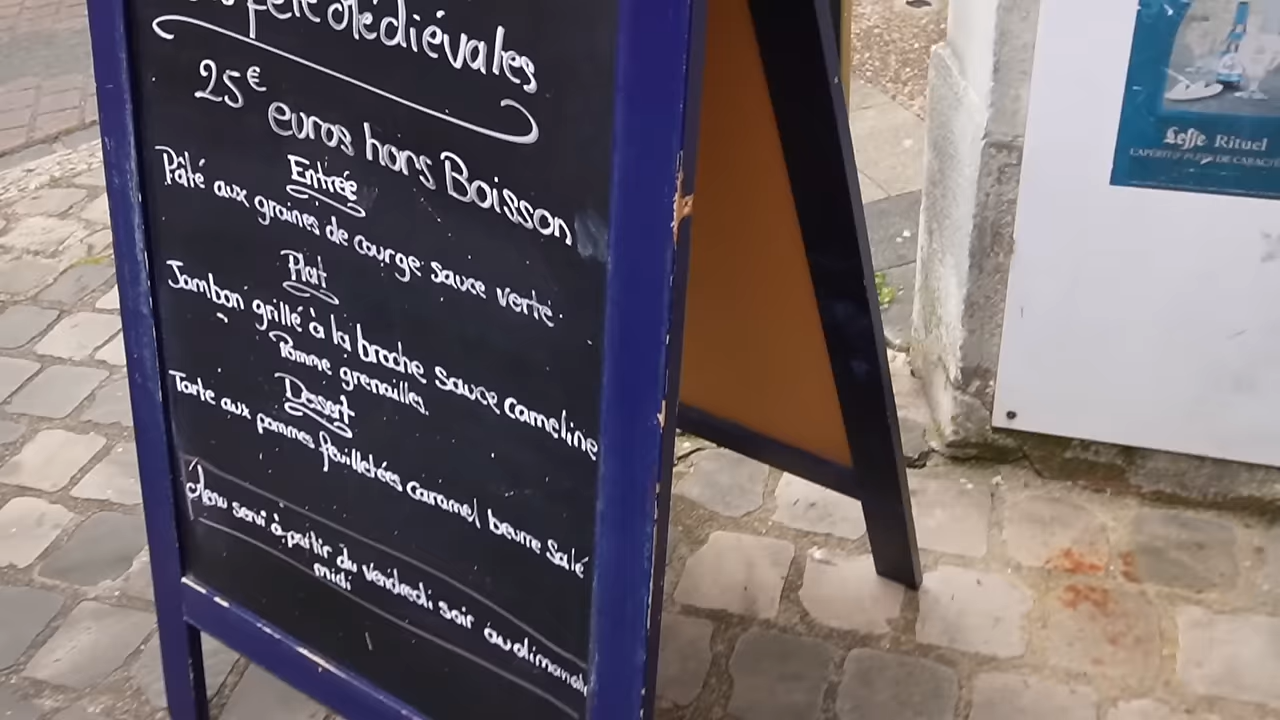 fête Médiévales
25€ euros hors Boisson
Entrée
Pâté aux graines de courge sauce verte.
Plat
Jambon grillé à la broche sauce cameline
Pomme grenailles.
Dessert
Tarte aux pommes feuilletées caramel beurre Salé
Menu servi à partir du Vendredi soir au dimanch
midi
Leffe Rituel